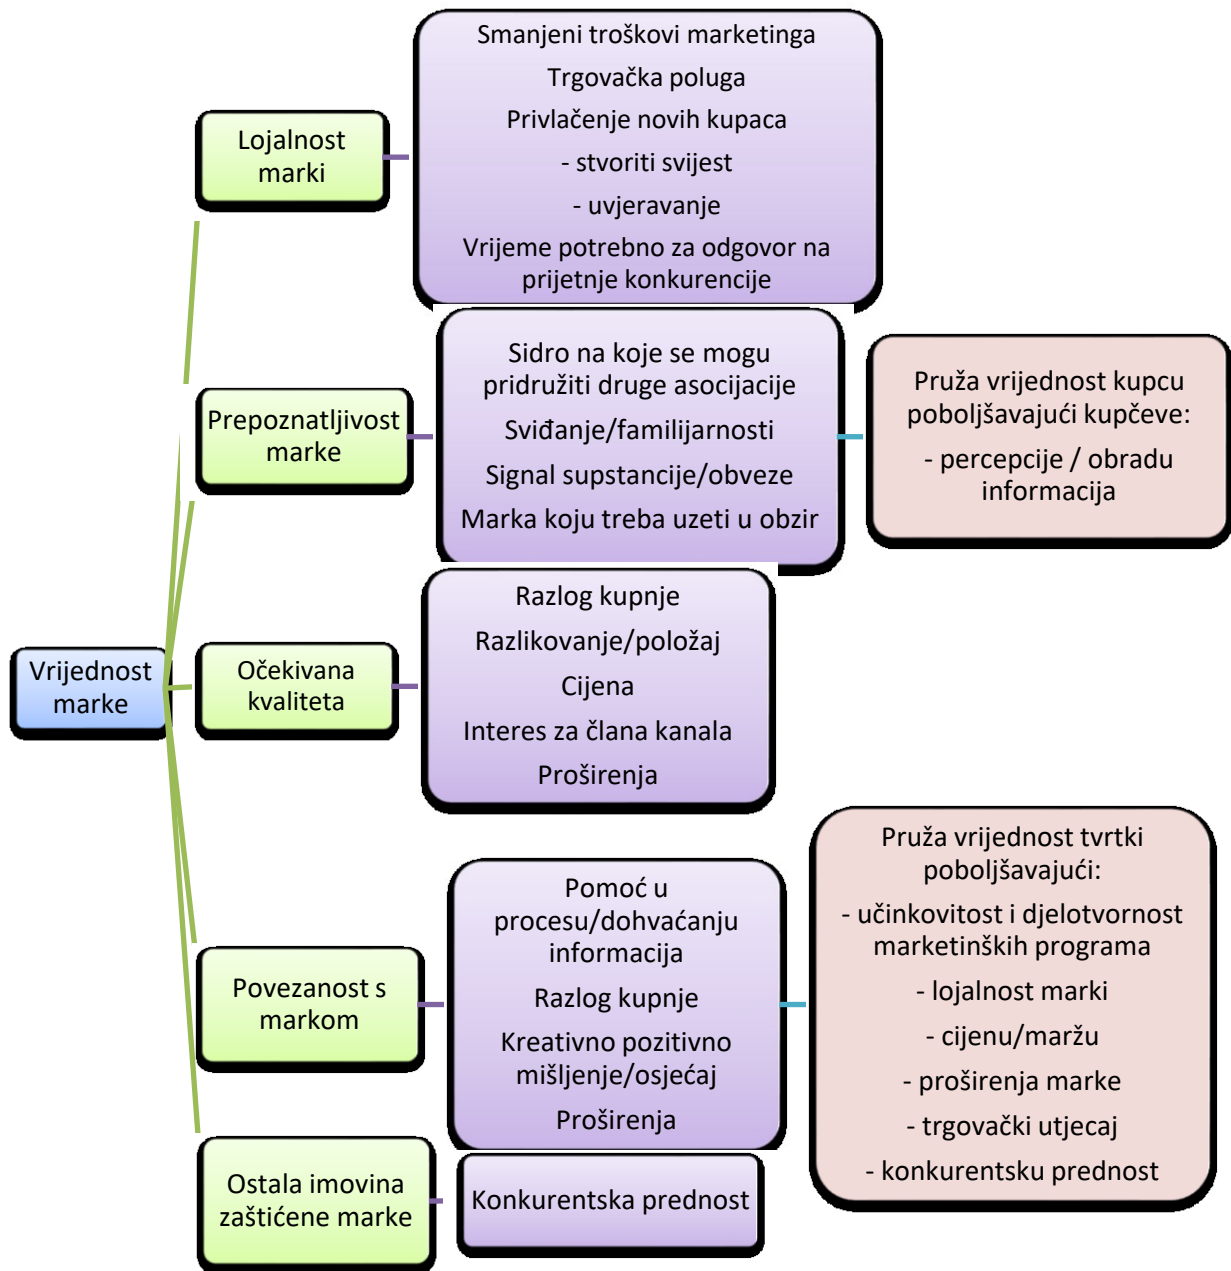 Smanjeni troškovi marketinga
Trgovačka poluga
Privlačenje novih kupaca
- stvoriti svijest
- uvjeravanje
Vrijeme potrebno za odgovor na
prijetnje konkurencije
Lojalnost
marki
Sidro na koje se mogu
pridružiti druge asocijacije
Sviđanje/familijarnosti
Signal supstancije/obveze
Marka koju treba uzeti u obzir
Prepoznatljivost
marke
Pruža vrijednost kupcu
poboljšavajući kupčeve:
- percepcije / obradu
informacija
Razlog kupnje
Razlikovanje/položaj
Cijena
Interes za člana kanala
Proširenja
Očekivana
kvaliteta
Vrijednost
marke
Pomoć u
procesu/dohvaćanju
informacija
Razlog kupnje
Kreativno pozitivno
mišljenje/osjećaj
Proširenja
Povezanost s
markom
Pruža vrijednost tvrtki
poboljšavajući:
- učinkovitost i djelotvornost
marketinških programa
- lojalnost marki
- cijenu/maržu
- proširenja marke
- trgovački utjecaj
- konkurentsku prednost
Ostala imovina
zaštićene marke
Konkurentska prednost